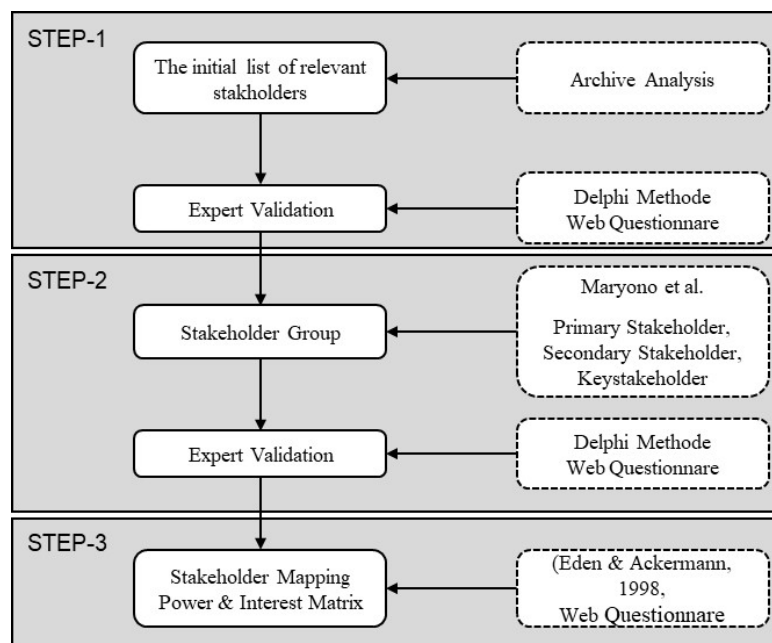 STEP-1
The initial list of relevant
stakholders
Archive Analysis
Expert Validation
Delphi Methode
Web Questionnare
STEP-2
Stakeholder Group
Maryono et al.
Primary Stakeholder,
Secondary Stakeholder,
Keystakeholder
Expert Validation
Delphi Methode
Web Questionnare
STEP-3
Stakeholder Mapping
Power & Interest Matrix
(Eden & Ackermann,
1998,
Web Questionnare